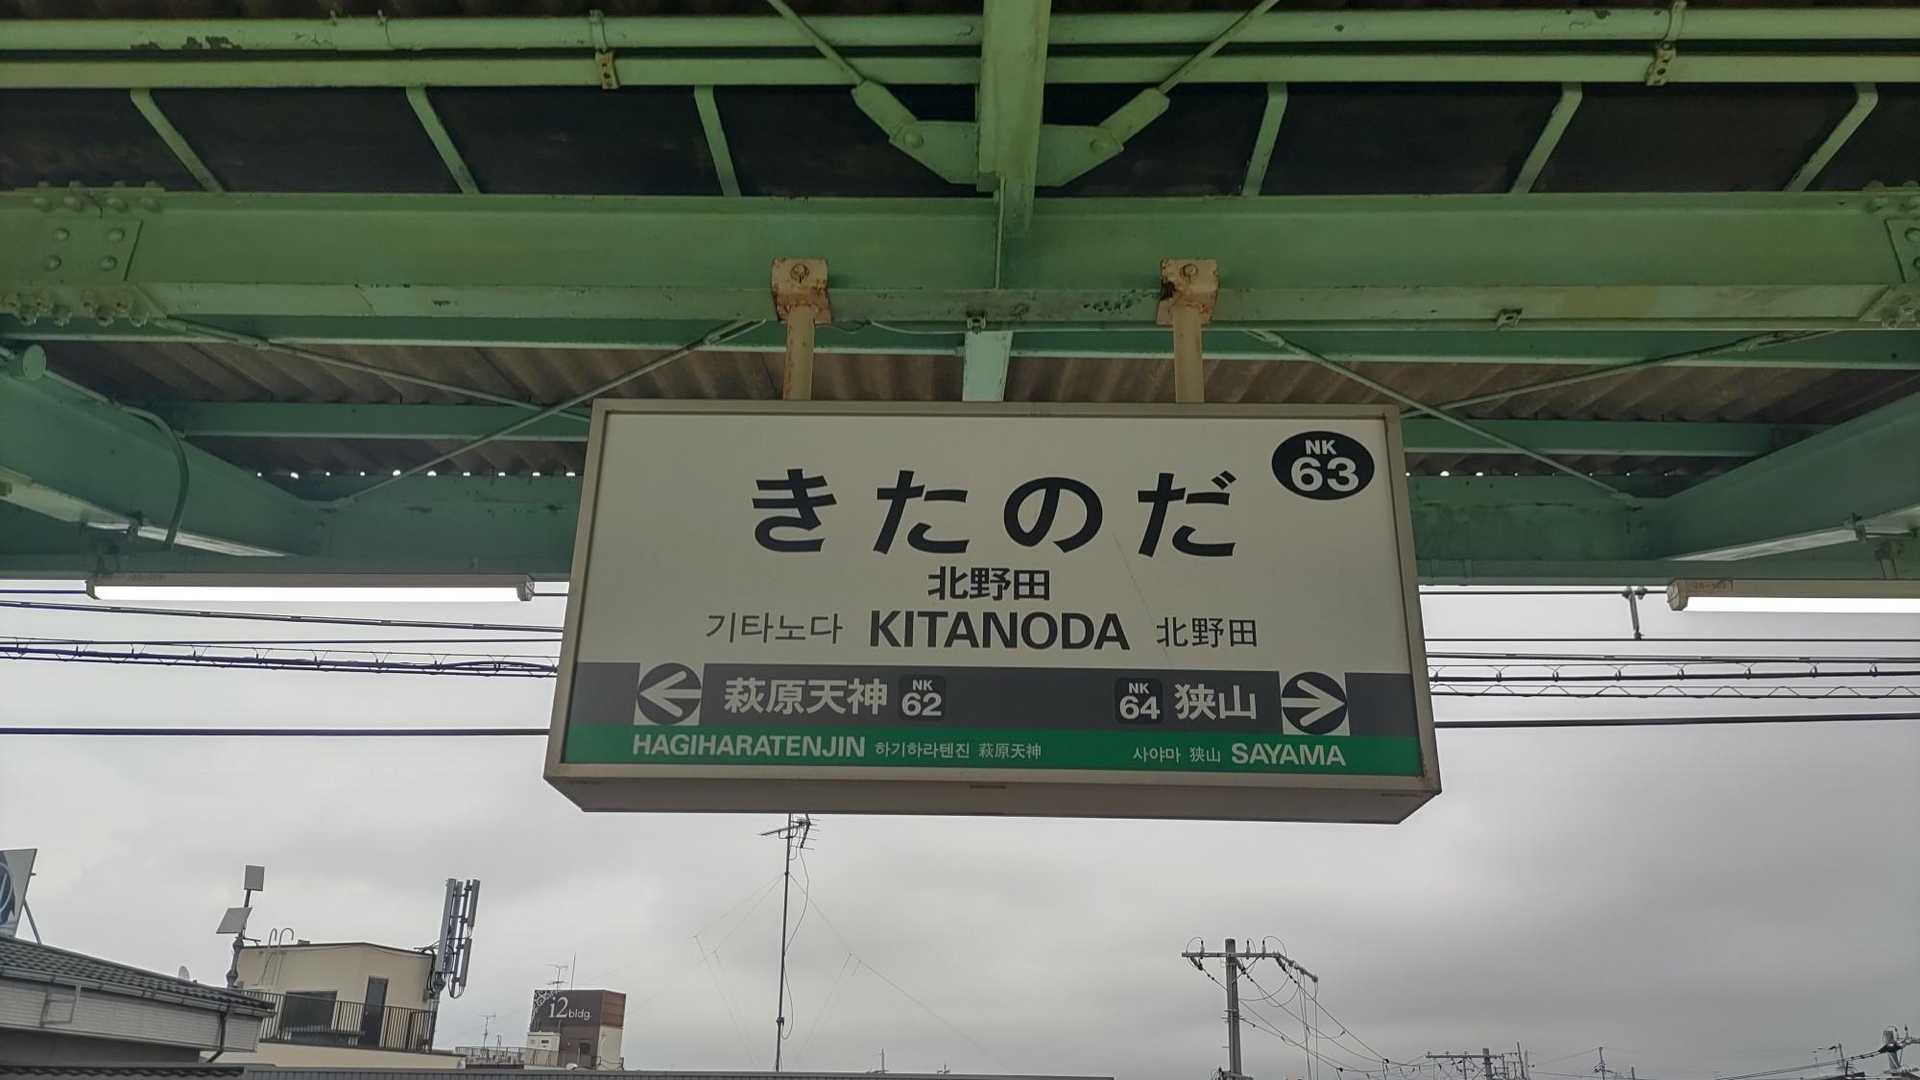 NK
63
きたのだ
北野田
기타노다 KITANODA 北野田
萩原天神 NK 62 NK 64 狭山
HAGIHARATENJIN 하기하라텐진 萩原天神 사야마 狭山 SAYAMA
i2 bldg.